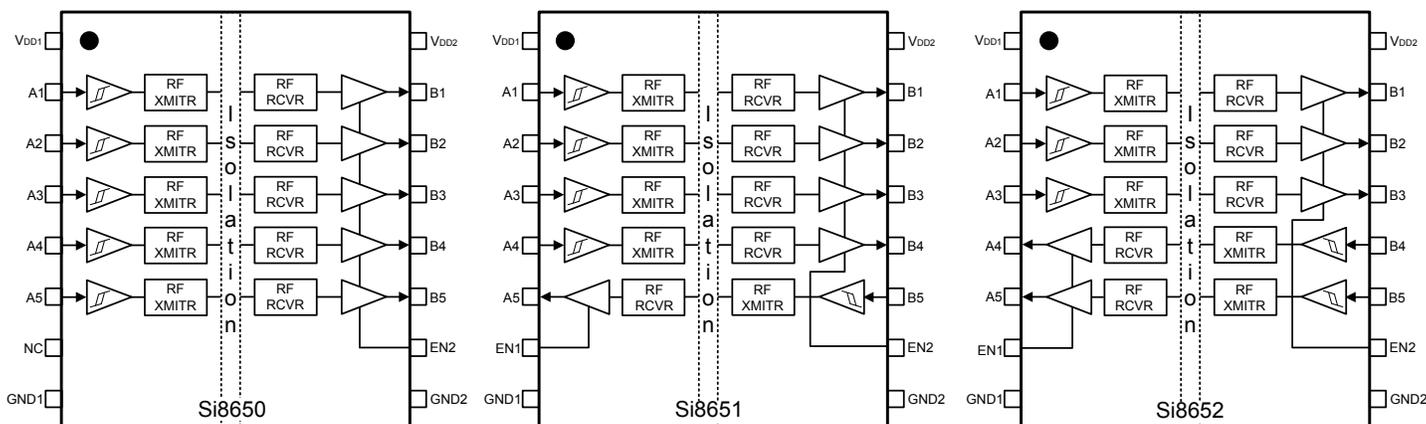 VDD1
A1
A2
A3
A4
A5
NC
GND1
RF XMITR
RF XMITR
RF XMITR
RF XMITR
RF XMITR
Isolation
RF RCVR
RF RCVR
RF RCVR
RF RCVR
RF RCVR
VDD2
B1
B2
B3
B4
B5
EN2
GND2
Si8650
VDD1
A1
A2
A3
A4
A5
EN1
GND1
RF XMITR
RF XMITR
RF XMITR
RF XMITR
RF RCVR
Isolation
RF RCVR
RF RCVR
RF RCVR
RF RCVR
RF XMITR
VDD2
B1
B2
B3
B4
B5
EN2
GND2
Si8651
VDD1
A1
A2
A3
A4
A5
EN1
GND1
RF XMITR
RF XMITR
RF XMITR
RF RCVR
RF RCVR
Isolation
RF RCVR
RF RCVR
RF RCVR
RF XMITR
RF XMITR
VDD2
B1
B2
B3
B4
B5
EN2
GND2
Si8652